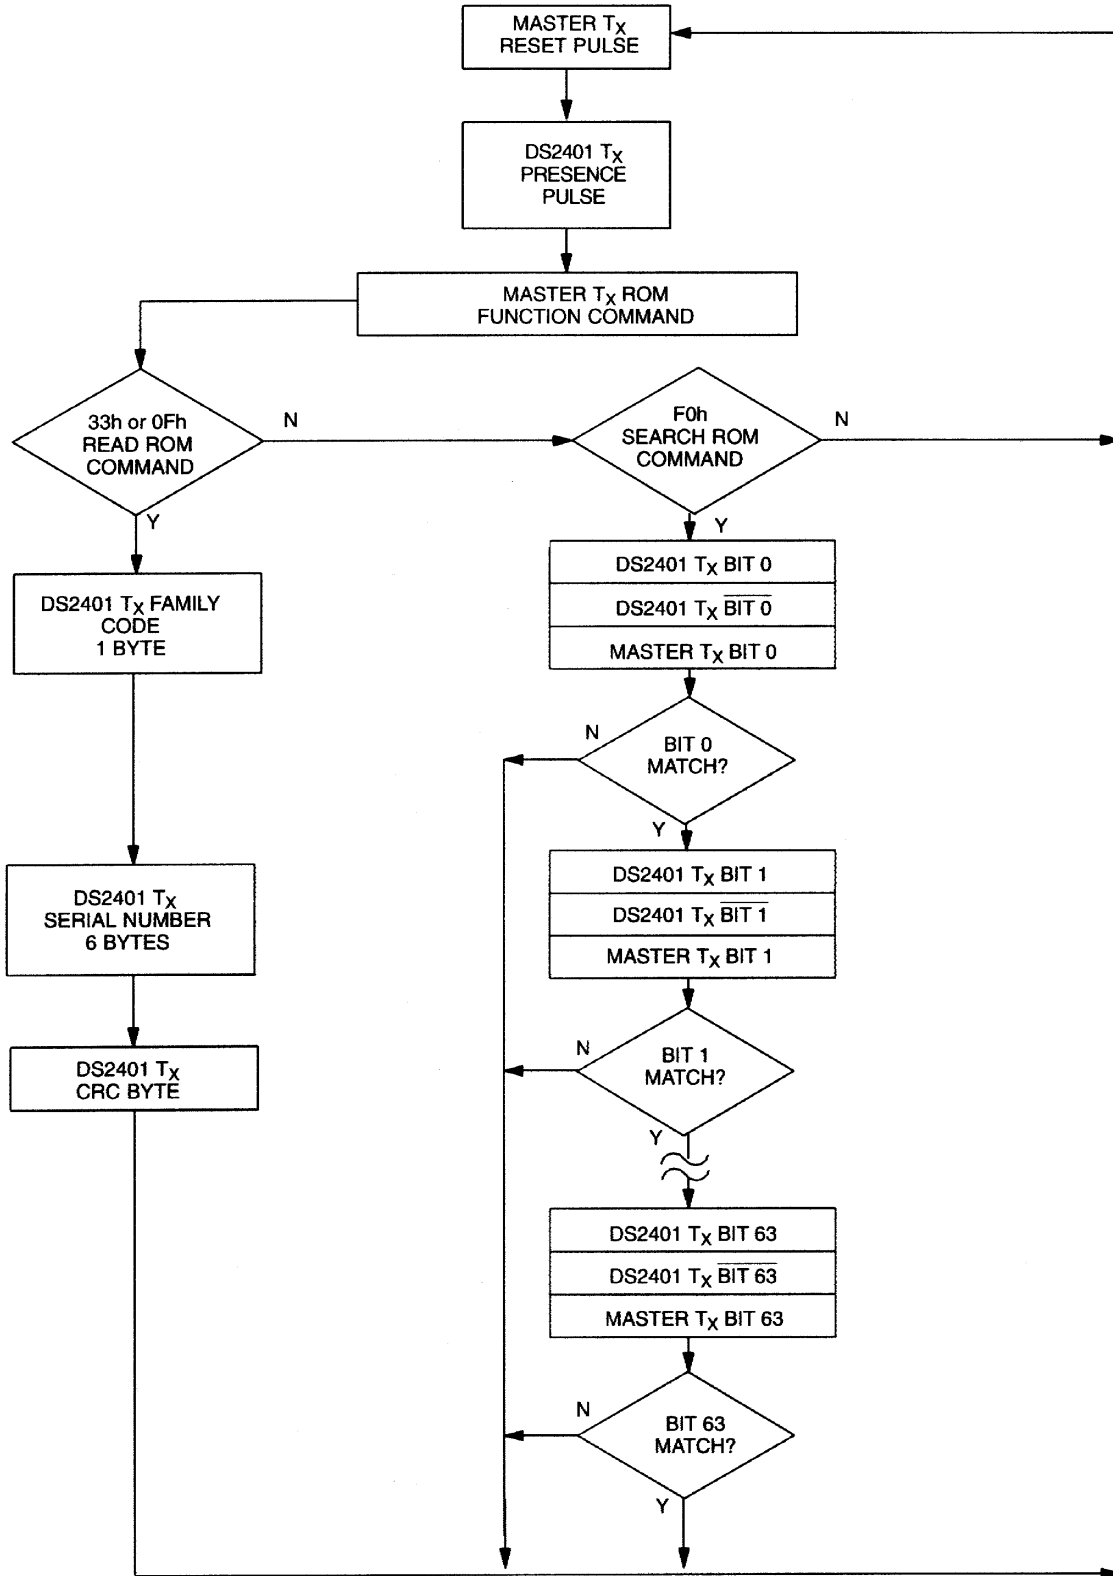 MASTER TX
RESET PULSE
DS2401 TX
PRESENCE
PULSE
MASTER TX ROM
FUNCTION COMMAND
33h or 0Fh
READ ROM
COMMAND
N
Y
F0h
SEARCH ROM
COMMAND
N
Y
DS2401 TX FAMILY
CODE
1 BYTE
DS2401 TX
SERIAL NUMBER
6 BYTES
DS2401 TX
CRC BYTE
DS2401 TX BIT 0
DS2401 TX B̅I̅T̅ ̅0̅
MASTER TX BIT 0
N
BIT 0
MATCH?
Y
DS2401 TX BIT 1
DS2401 TX B̅I̅T̅ ̅1̅
MASTER TX BIT 1
N
BIT 1
MATCH?
Y
DS2401 TX BIT 63
DS2401 TX B̅I̅T̅ ̅6̅3̅
MASTER TX BIT 63
N
BIT 63
MATCH?
Y